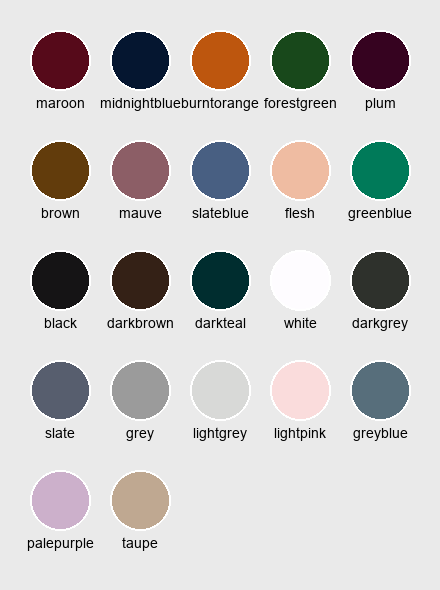 maroon midnightblue burntorange forestgreen plum
brown mauve slateblue flesh greenblue
black darkbrown darkteal white darkgrey
slate grey lightgrey lightpink greyblue
palepurple taupe